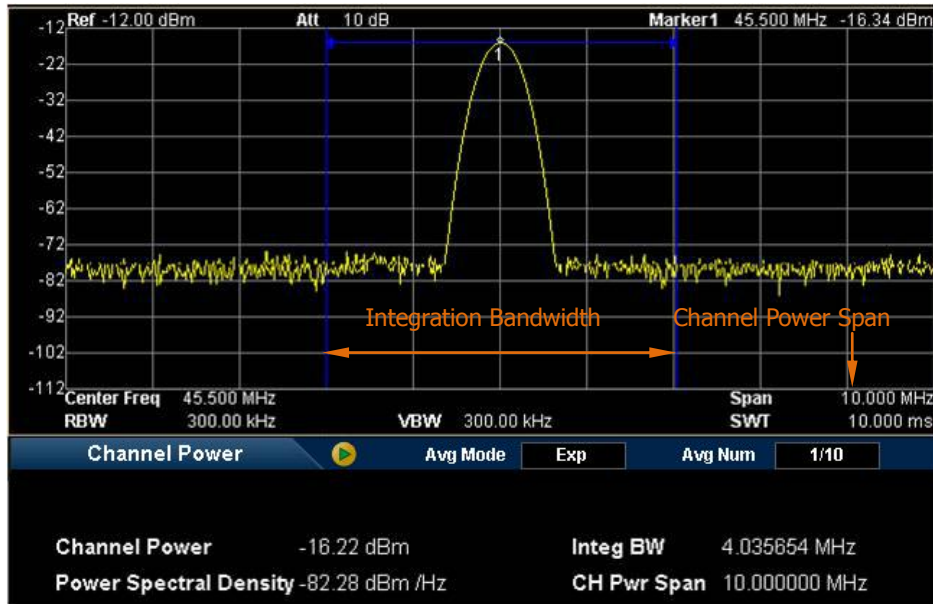 Ref -12.00 dBm Att 10 dB Marker1 45.500 MHz -16.34 dBm
-12
1
-22
-32
-42
-52
-62
-72
-82
-92
Integration Bandwidth Channel Power Span
-102
-112
Center Freq 45.500 MHz Span 10.000 MHz
RBW 300.00 kHz VBW 300.00 kHz SWT 10.000 ms
Channel Power Avg Mode Exp Avg Num 1/10
Channel Power -16.22 dBm Integ BW 4.035654 MHz
Power Spectral Density -82.28 dBm /Hz CH Pwr Span 10.000000 MHz